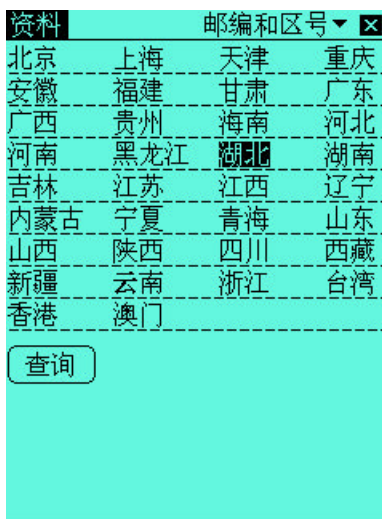 资料 邮编和区号
北京 上海 天津 重庆
安徽 福建 甘肃 广东
广西 贵州 海南 河北
河南 黑龙江 湖北 湖南
吉林 江苏 江西 辽宁
内蒙古 宁夏 青海 山东
山西 陕西 四川 西藏
新疆 云南 浙江 台湾
香港 澳门
查询